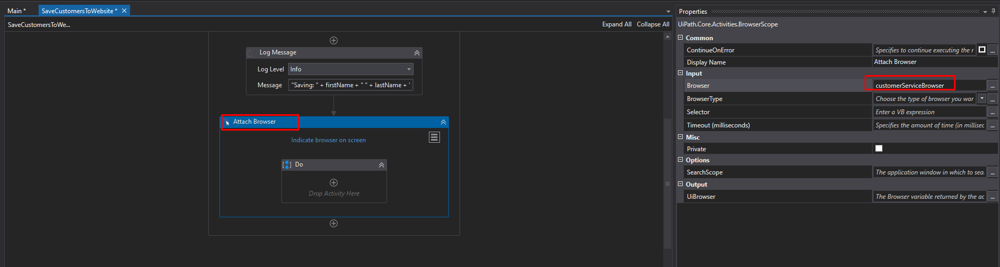 Main *
SaveCustomersToWebsite *
SaveCustomersToWe...
Expand All Collapse All
Log Message
Log Level Info
Message "Saving: " + firstName + " " + lastName + '
Attach Browser
Indicate browser on screen
Do
Drop Activity Here
Properties
UiPath.Core.Activities.BrowserScope
Common
ContinueOnError Specifies to continue executing the r ...
Display Name Attach Browser
Input
Browser customerServiceBrowser ...
BrowserType Choose the type of browser you war ...
Selector Enter a VB expression ...
Timeout (milliseconds) Specifies the amount of time (in millisec ...
Misc
Private
Options
SearchScope The application window in which to sea ...
Output
UiBrowser The Browser variable returned by the ac ...